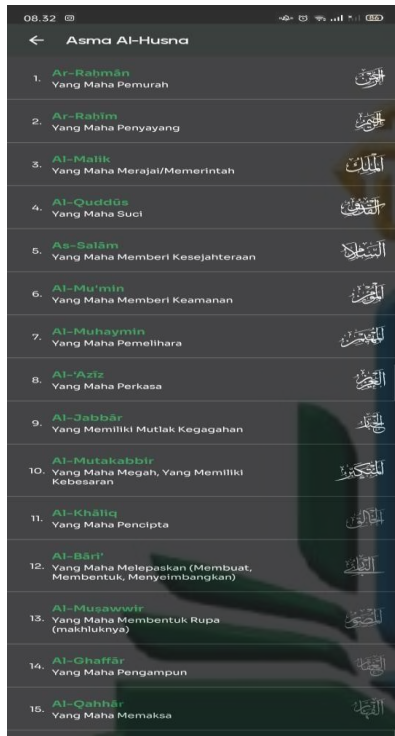 08.32
Asma Al-Husna
1. Ar-Raḥmān الرحمن
Yang Maha Pemurah
2. Ar-Raḥīm الرحيم
Yang Maha Penyayang
3. Al-Malik الملك
Yang Maha Merajai/Memerintah
4. Al-Quddūs القدوس
Yang Maha Suci
5. As-Salām السلام
Yang Maha Memberi Kesejahteraan
6. Al-Mu'min المؤمن
Yang Maha Memberi Keamanan
7. Al-Muhaymin المهيمن
Yang Maha Pemelihara
8. Al-'Azīz العزيز
Yang Maha Perkasa
9. Al-Jabbār الجبار
Yang Memiliki Mutlak Kegagahan
10. Al-Mutakabbir المتكبر
Yang Maha Megah, Yang Memiliki
Kebesaran
11. Al-Khāliq الخالق
Yang Maha Pencipta
12. Al-Bāri' البارئ
Yang Maha Melepaskan (Membuat,
Membentuk, Menyeimbangkan)
13. Al-Muṣawwir المصور
Yang Maha Membentuk Rupa
(makhluknya)
14. Al-Ghaffār الغفار
Yang Maha Pengampun
15. Al-Qahhār القهار
Yang Maha Memaksa